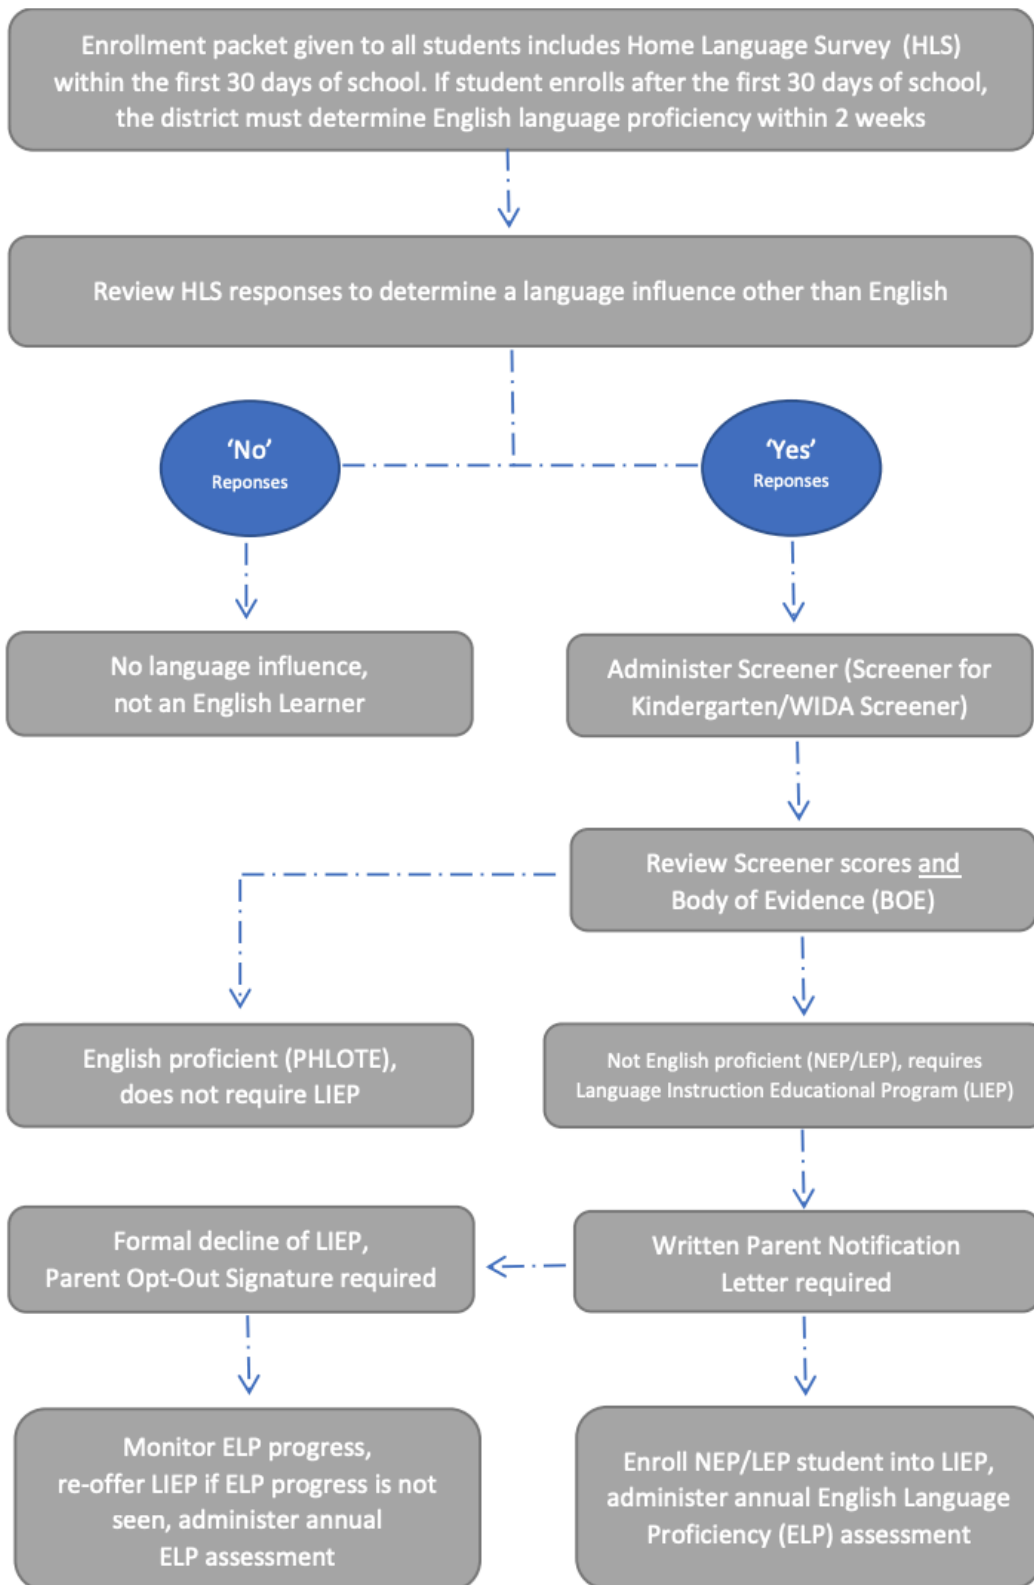 Enrollment packet given to all students includes Home Language Survey (HLS)
within the first 30 days of school. If student enrolls after the first 30 days of school,
the district must determine English language proficiency within 2 weeks
Review HLS responses to determine a language influence other than English
‘No’
Reponses
‘Yes’
Reponses
No language influence,
not an English Learner
Administer Screener (Screener for
Kindergarten/WIDA Screener)
Review Screener scores and
Body of Evidence (BOE)
English proficient (PHLOTE),
does not require LIEP
Not English proficient (NEP/LEP), requires
Language Instruction Educational Program (LIEP)
Formal decline of LIEP,
Parent Opt-Out Signature required
Written Parent Notification
Letter required
Monitor ELP progress,
re-offer LIEP if ELP progress is not
seen, administer annual
ELP assessment
Enroll NEP/LEP student into LIEP,
administer annual English Language
Proficiency (ELP) assessment